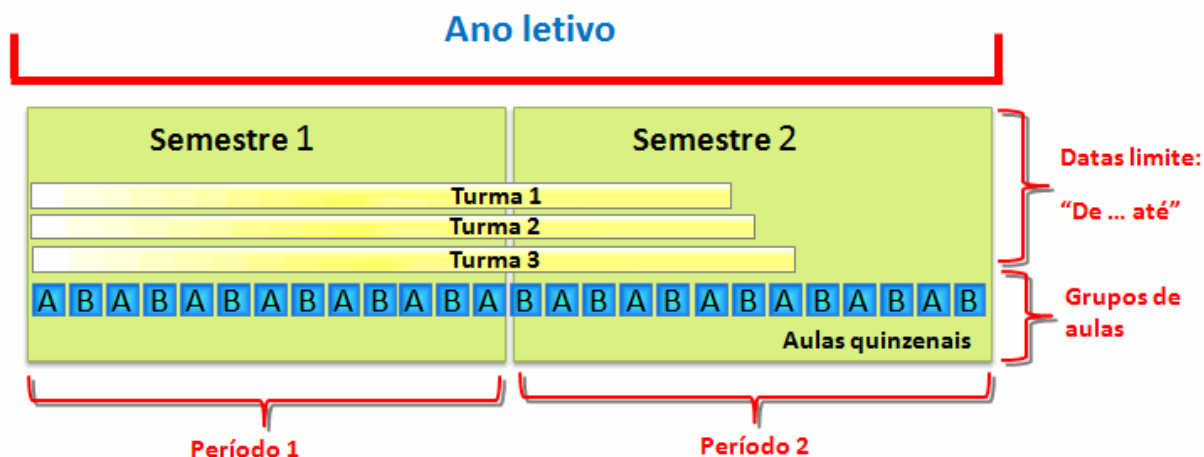 Ano letivo
Semestre 1
Semestre 2
Datas limite:
“De ... até”
Turma 1
Turma 2
Turma 3
A B A B A B A B A B A B A B A B A B A B A B A B A B
Grupos de
aulas
Aulas quinzenais
Período 1
Período 2